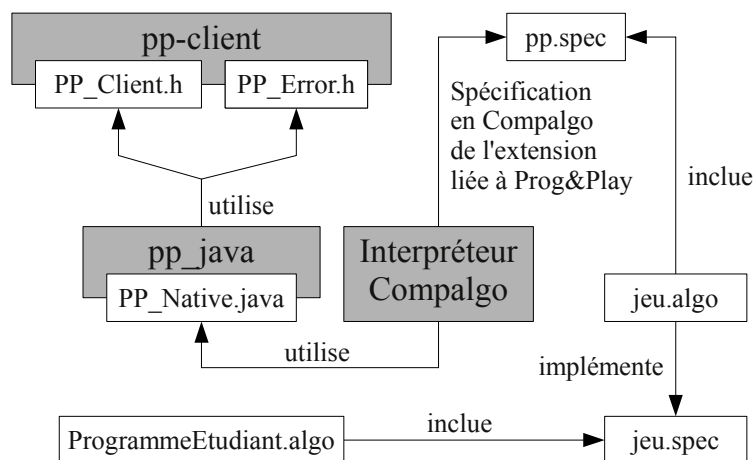 pp-client
pp.spec
PP_Client.h
PP_Error.h
Spécification
en Compalgo
de l'extension
liée à Prog&Play
inclue
utilise
pp_java
Interpréteur
Compalgo
PP_Native.java
jeu.algo
utilise
implémente
ProgrammeEtudiant.algo
inclue
jeu.spec